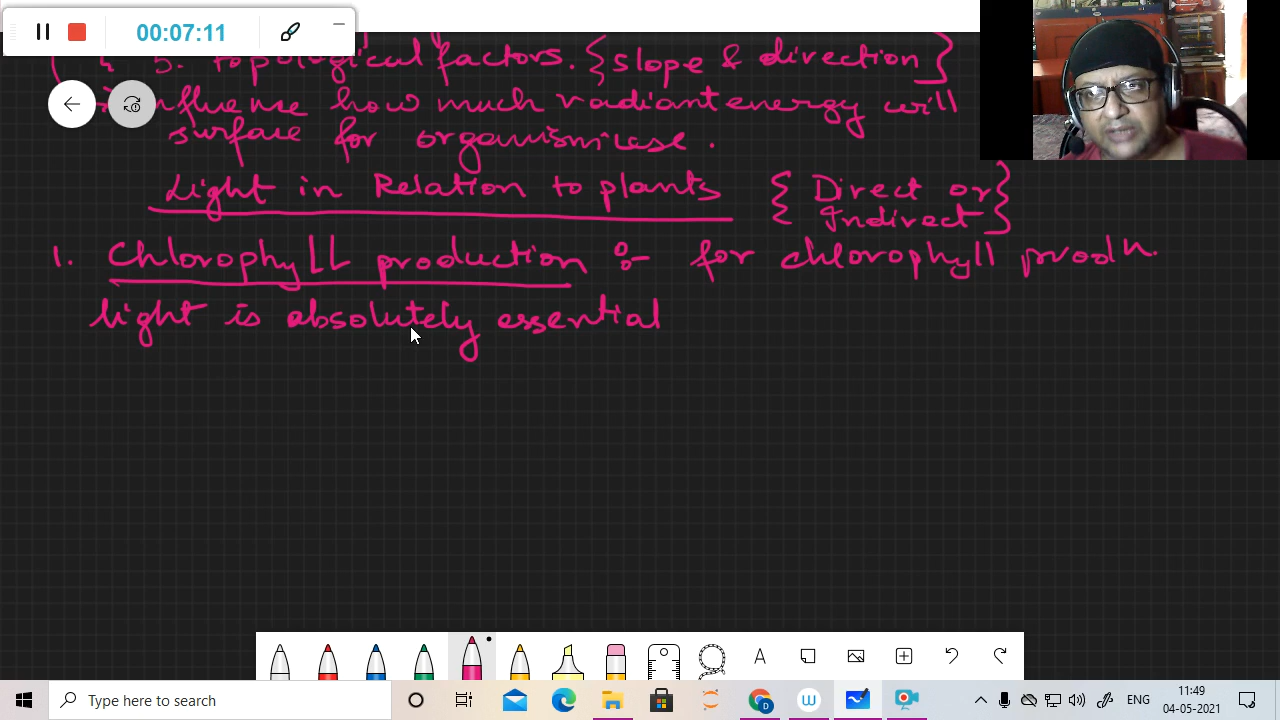 00:07:11
5. topological factors. {slope & direction}
influense how much radiant energy will
surface for organism case.
Light in Relation to plants { Direct or
Indirect }
1. Chlorophyll production :- for chlorophyll prodn.
light is absolutely essential
A
Type here to search
ENG
11:49
04-05-2021